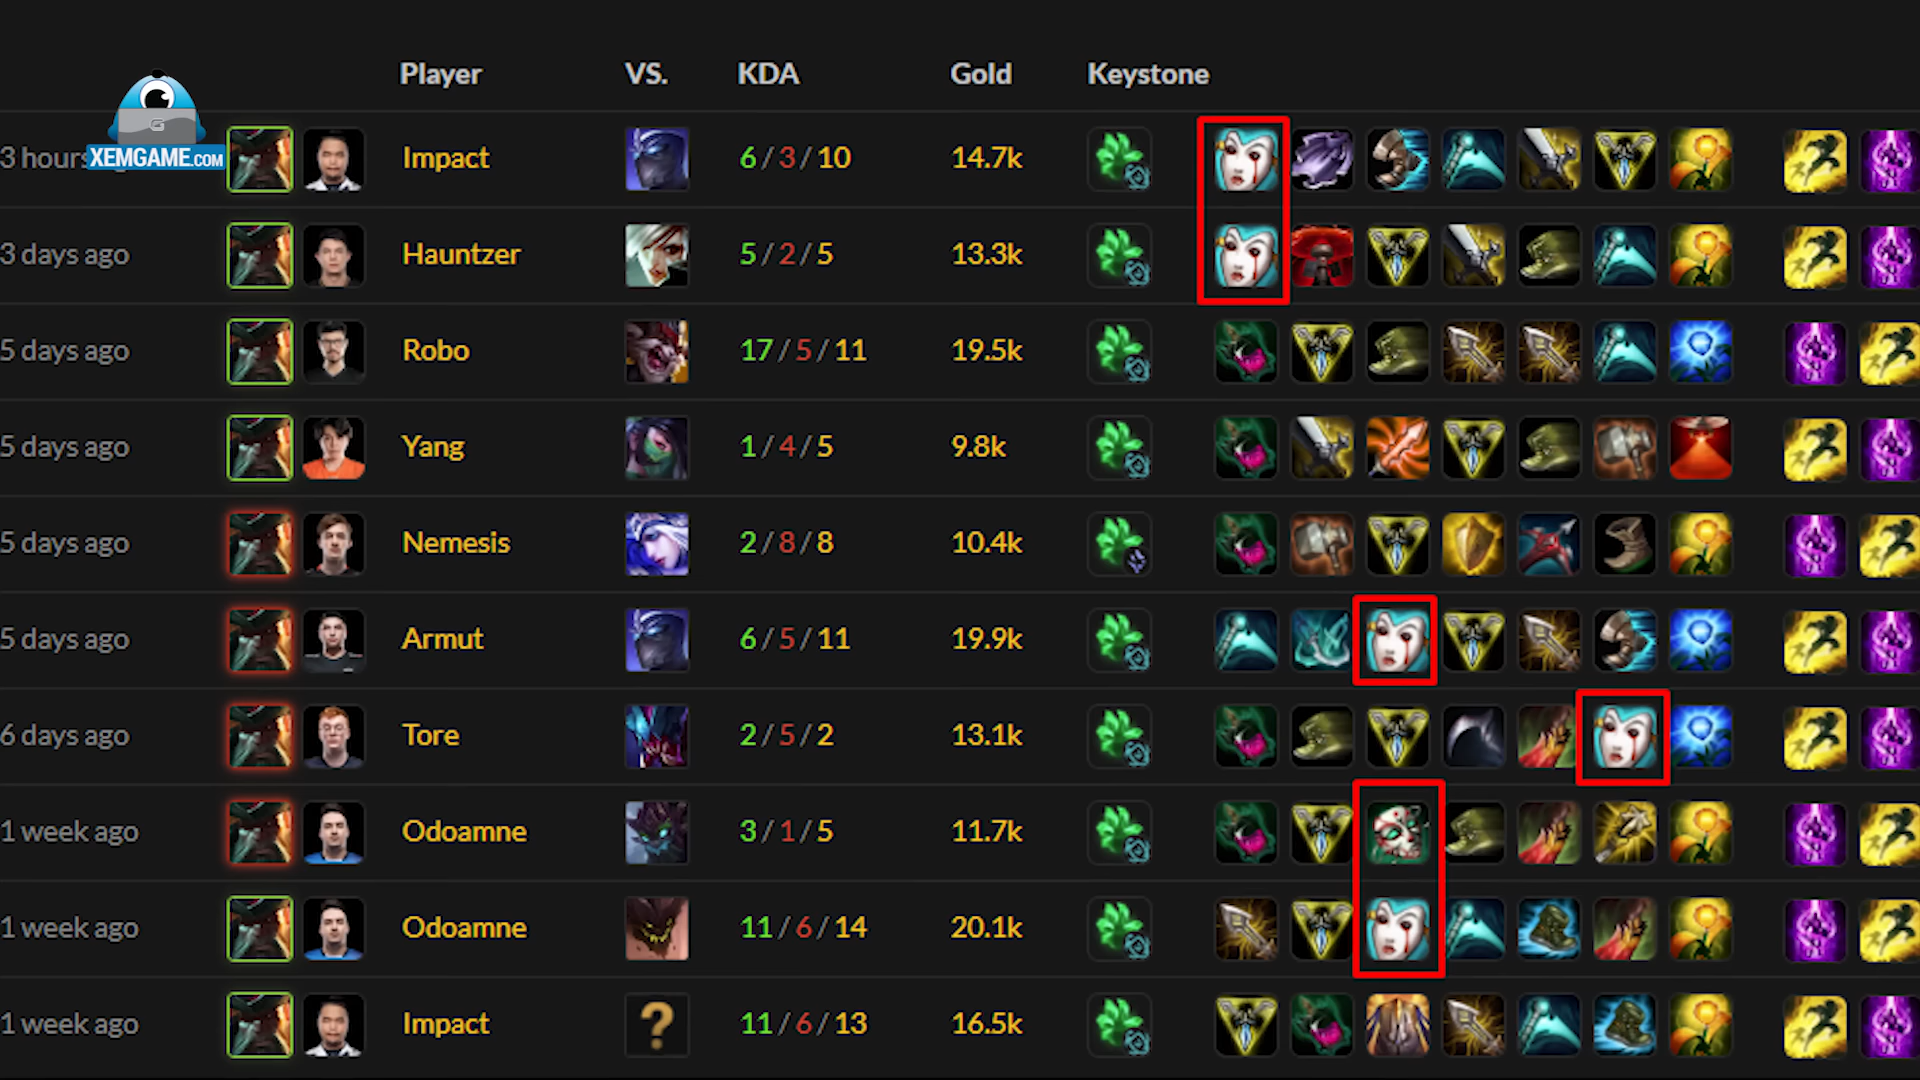 Player VS. KDA Gold Keystone
G
XEMGAME.COM
3 hours Impact 6 / 3 / 10 14.7k
3 days ago Hauntzer 5 / 2 / 5 13.3k
5 days ago Robo 17 / 5 / 11 19.5k
5 days ago Yang 1 / 4 / 5 9.8k
5 days ago Nemesis 2 / 8 / 8 10.4k
5 days ago Armut 6 / 5 / 11 19.9k
6 days ago Tore 2 / 5 / 2 13.1k
1 week ago Odoamne 3 / 1 / 5 11.7k
1 week ago Odoamne 11 / 6 / 14 20.1k
1 week ago Impact ? 11 / 6 / 13 16.5k